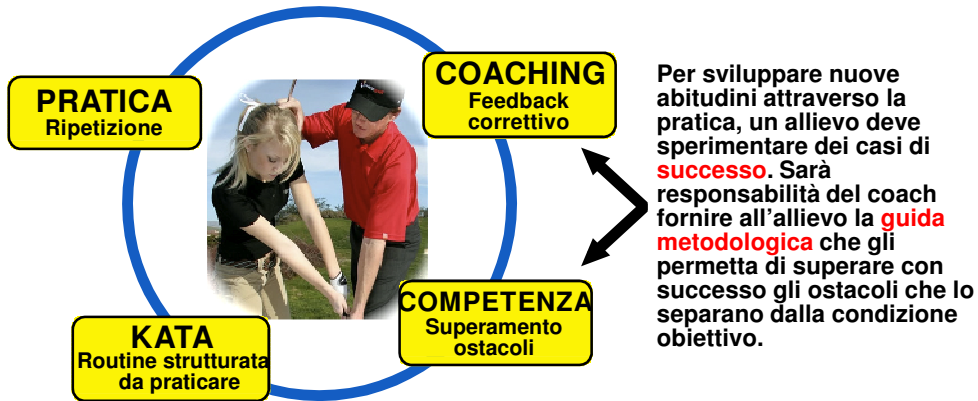 PRATICA
Ripetizione
COACHING
Feedback
correttivo
KATA
Routine strutturata
da praticare
COMPETENZA
Superamento
ostacoli
Per sviluppare nuove
abitudini attraverso la
pratica, un allievo deve
sperimentare dei casi di
successo. Sarà
responsabilità del coach
fornire all’allievo la guida
metodologica che gli
permetta di superare con
successo gli ostacoli che lo
separano dalla condizione
obiettivo.